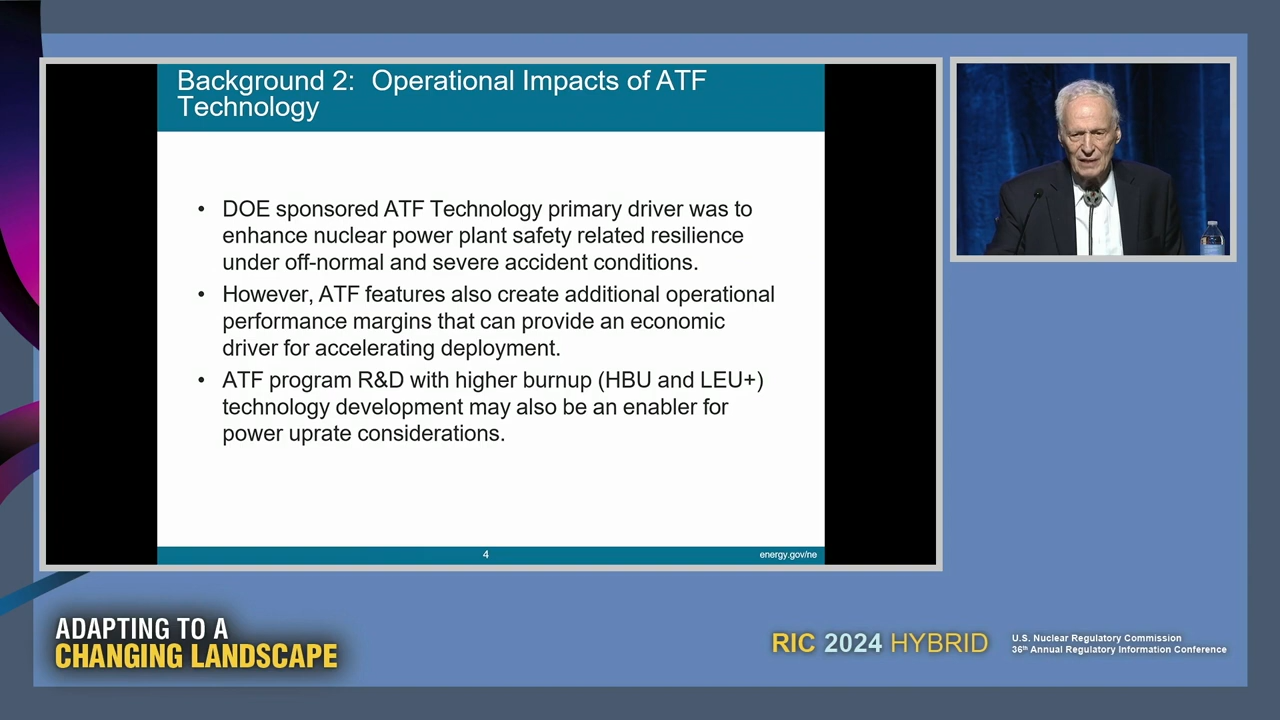 Background 2:  Operational Impacts of ATF
Technology
• DOE sponsored ATF Technology primary driver was to
enhance nuclear power plant safety related resilience
under off-normal and severe accident conditions.
• However, ATF features also create additional operational
performance margins that can provide an economic
driver for accelerating deployment.
• ATF program R&D with higher burnup (HBU and LEU+)
technology development may also be an enabler for
power uprate considerations.
4
energy.gov/ne
ADAPTING TO A
CHANGING LANDSCAPE
RIC 2024 HYBRID
U.S. Nuclear Regulatory Commission
36th Annual Regulatory Information Conference